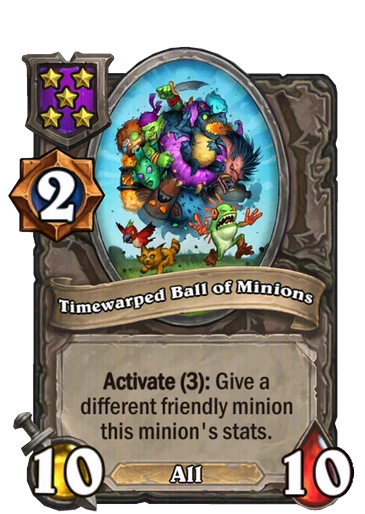 2
Timewarped Ball of Minions
Activate (3): Give a
different friendly minion
this minion's stats.
10
All
10